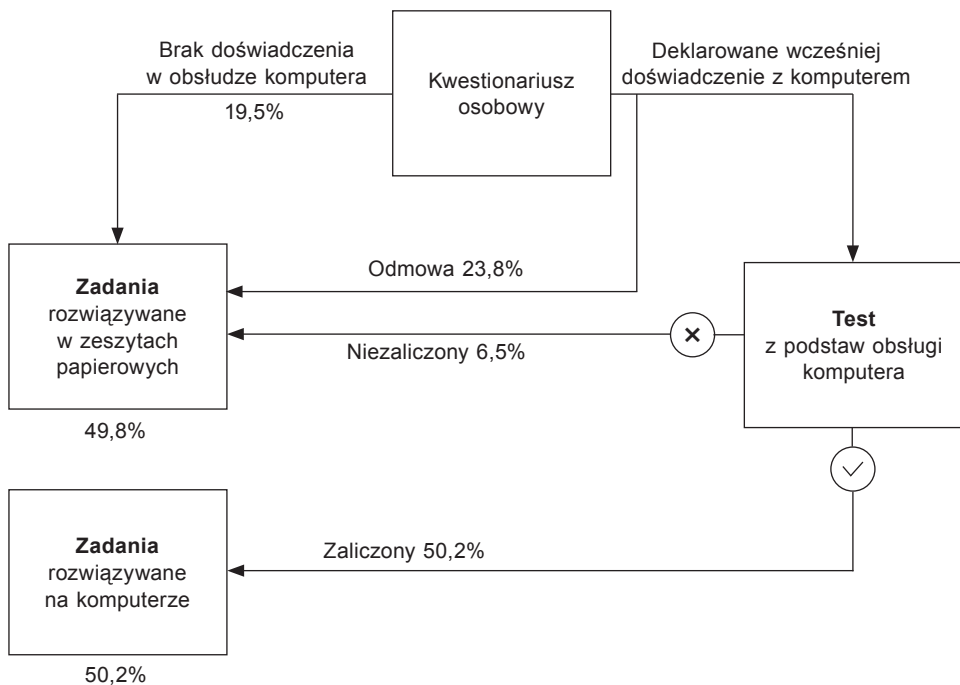 Brak doświadczenia
w obsłudze komputera
19,5%
Kwestionariusz
osobowy
Deklarowane wcześniej
doświadczenie z komputerem
Zadania
rozwiązywane
w zeszytach
papierowych
49,8%
Odmowa 23,8%
Niezaliczony 6,5%
Test
z podstaw obsługi
komputera
Zadania
rozwiązywane
na komputerze
50,2%
Zaliczony 50,2%